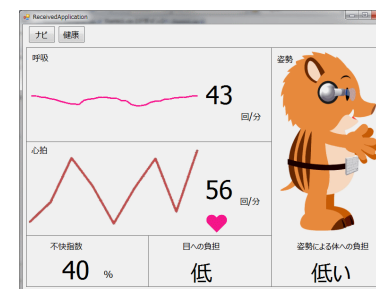 ReceivedApplication
ナビ 健康
呼吸
43
回/分
心拍
56
回/分
姿勢
不快指数
40 %
目への負担
低
姿勢による体への負担
低い